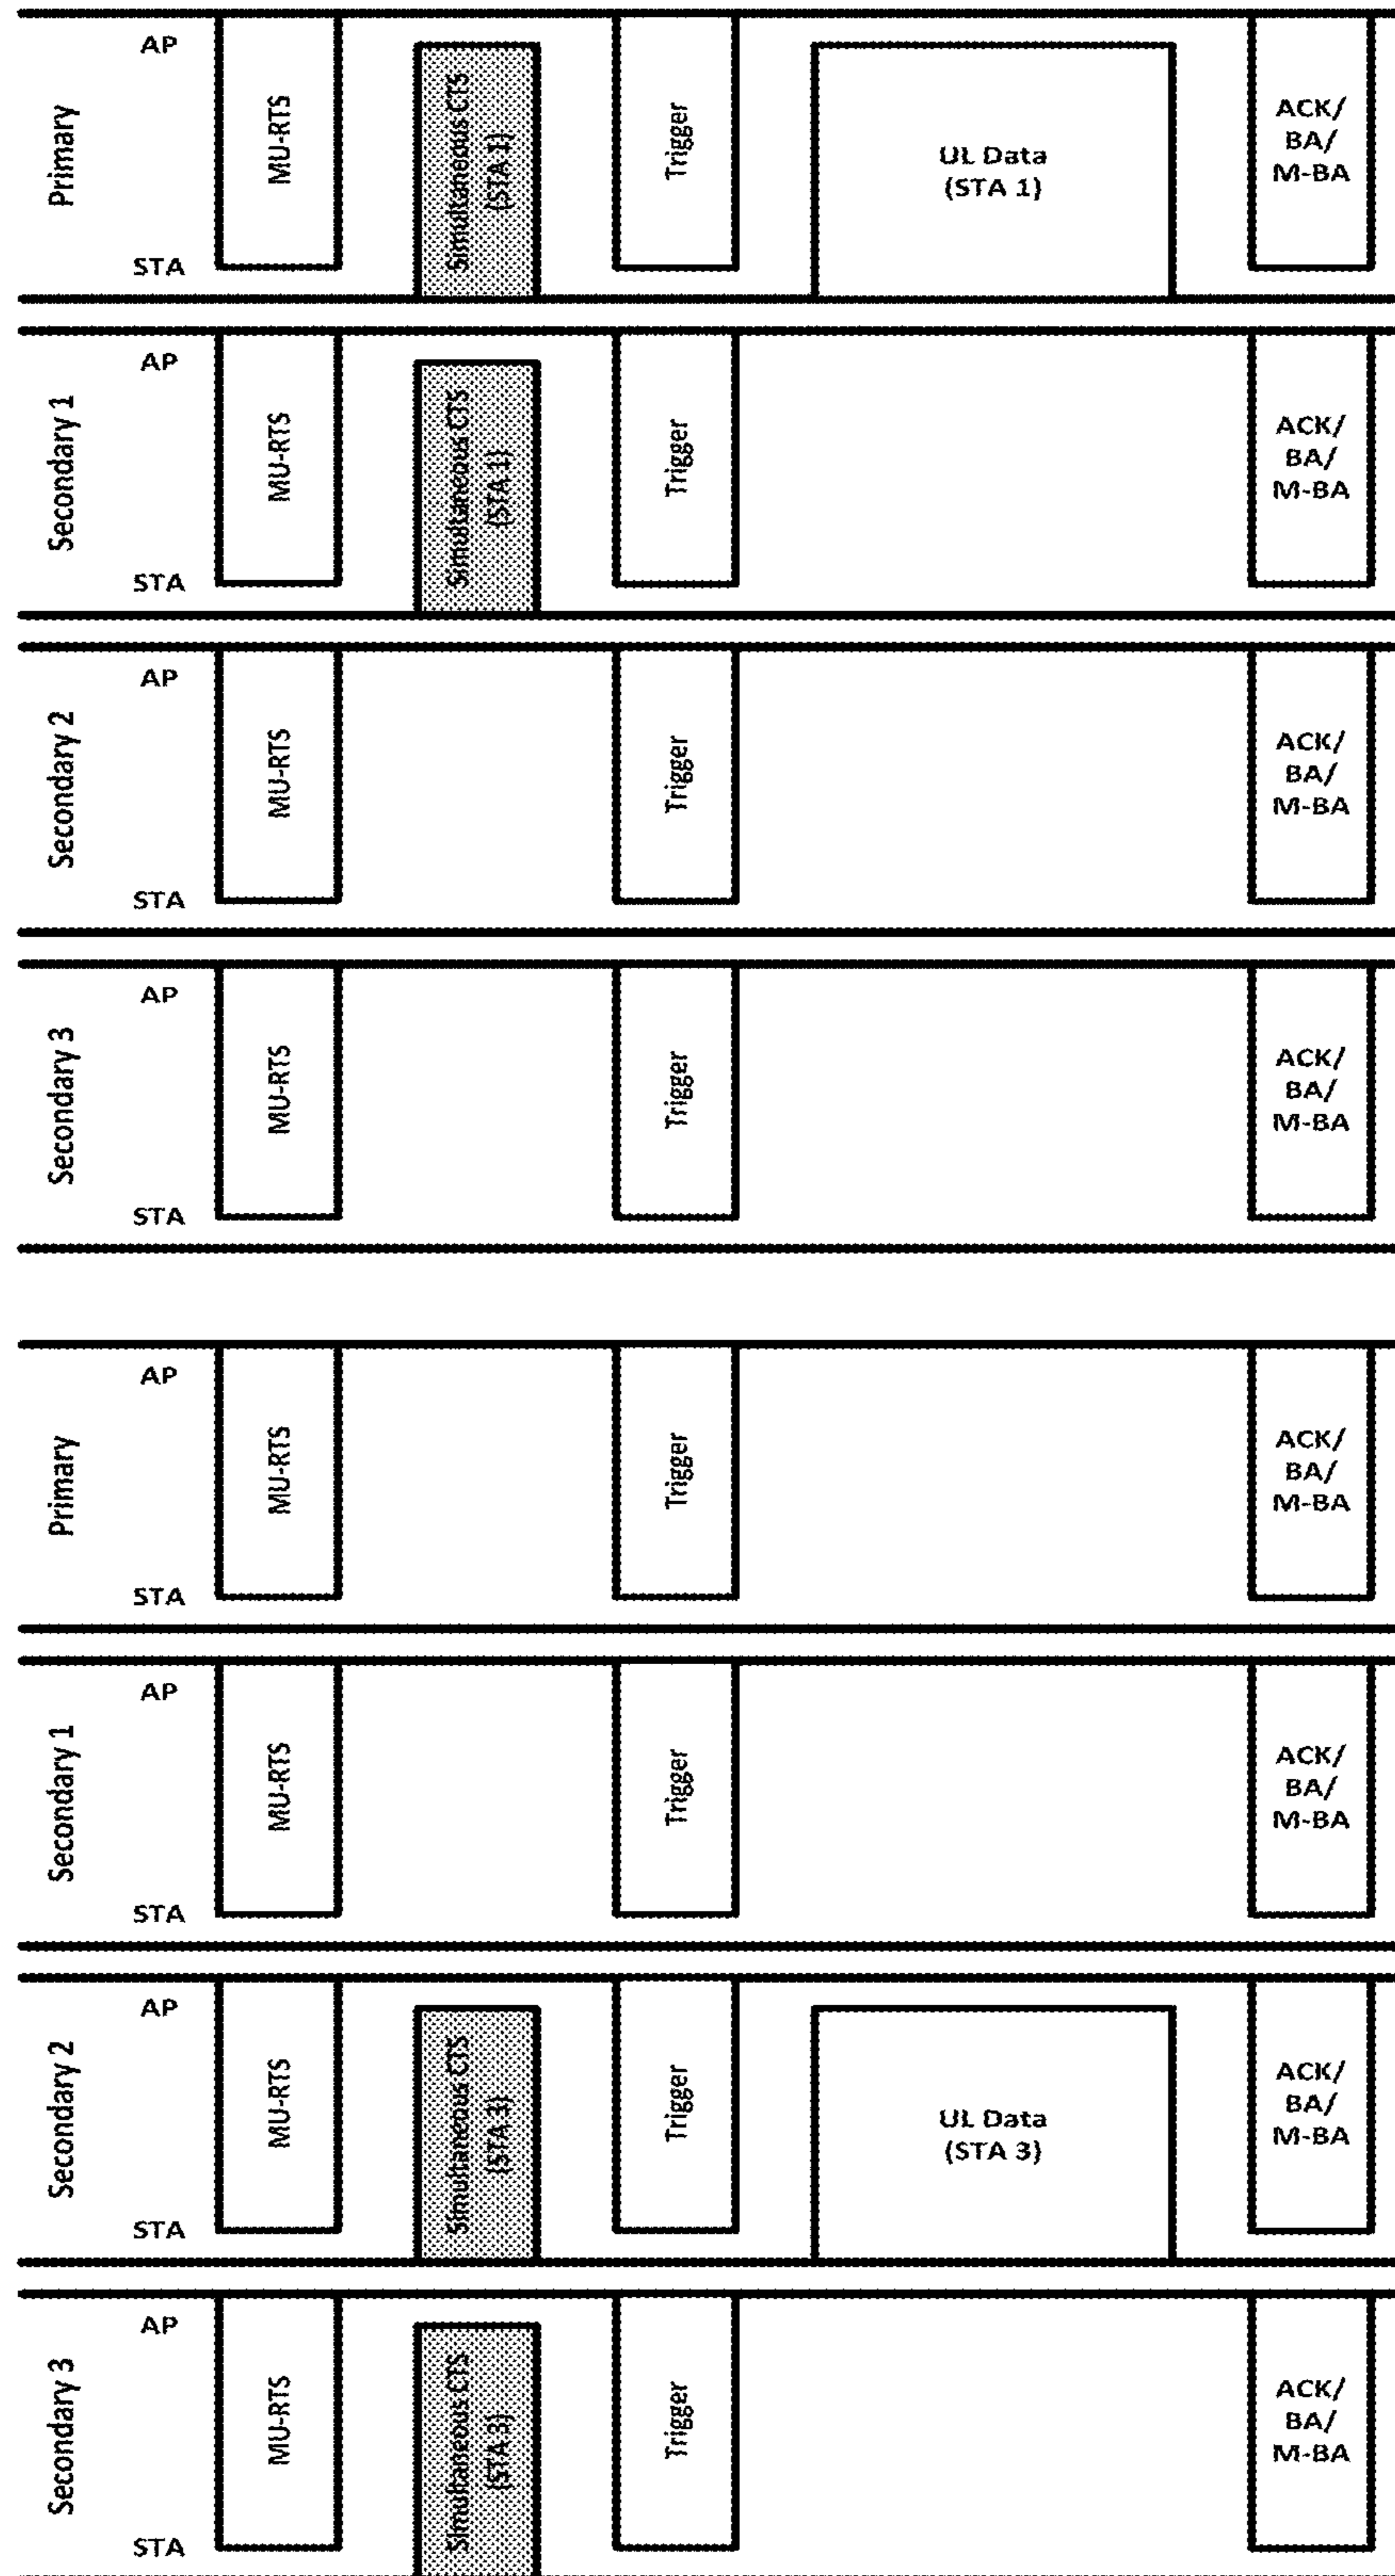 Primary
AP
STA
MU-RTS
Simultaneous CTS
(STA 1)
Trigger
UL Data
(STA 1)
ACK/
BA/
M-BA
Secondary 1
AP
STA
MU-RTS
Simultaneous CTS
(STA 1)
Trigger
ACK/
BA/
M-BA
Secondary 2
AP
STA
MU-RTS
Trigger
ACK/
BA/
M-BA
Secondary 3
AP
STA
MU-RTS
Trigger
ACK/
BA/
M-BA
Primary
AP
STA
MU-RTS
Trigger
ACK/
BA/
M-BA
Secondary 1
AP
STA
MU-RTS
Trigger
ACK/
BA/
M-BA
Secondary 2
AP
STA
MU-RTS
Simultaneous CTS
(STA 3)
Trigger
UL Data
(STA 3)
ACK/
BA/
M-BA
Secondary 3
AP
STA
MU-RTS
Simultaneous CTS
(STA 3)
Trigger
ACK/
BA/
M-BA